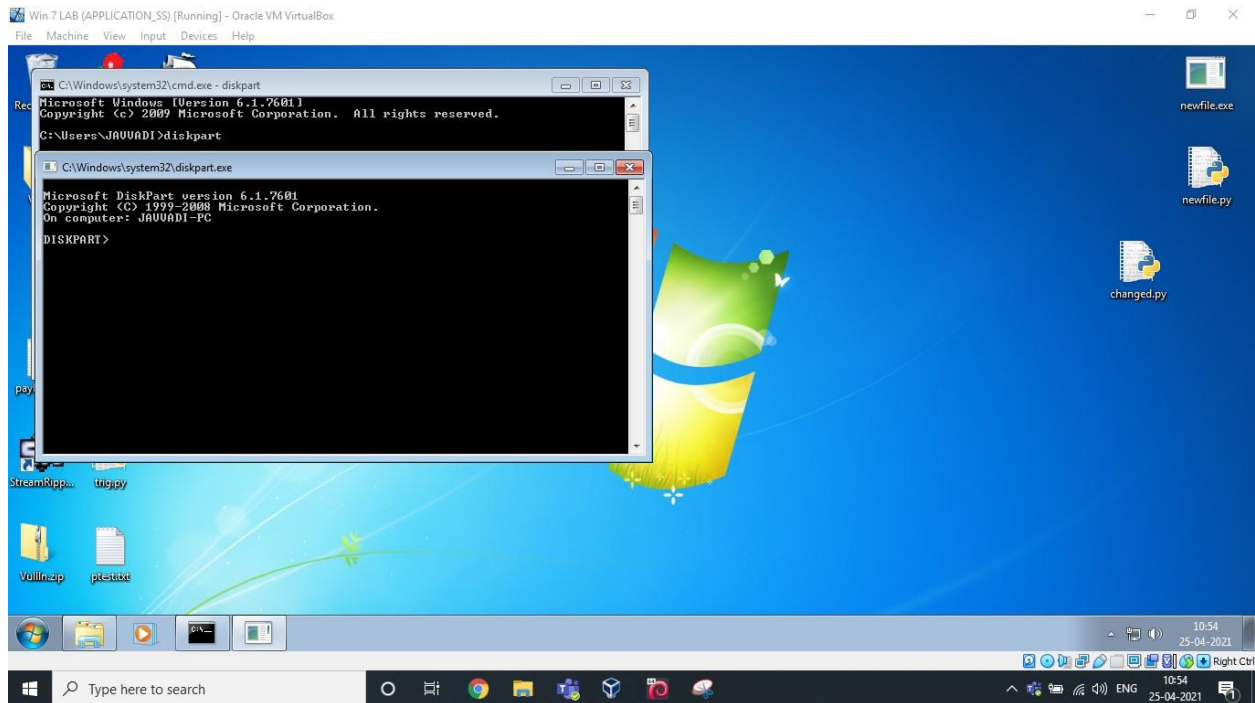 Win 7 LAB (APPLICATION_SS) [Running] - Oracle VM VirtualBox
File Machine View Input Devices Help
C:\Windows\system32\cmd.exe - diskpart
Microsoft Windows [Version 6.1.7601]
Copyright (c) 2009 Microsoft Corporation. All rights reserved.
C:\Users\JAVVADI>diskpart
C:\Windows\system32\diskpart.exe
Microsoft DiskPart version 6.1.7601
Copyright (C) 1999-2008 Microsoft Corporation.
On computer: JAVVADI-PC
DISKPART>
newfile.exe
newfile.py
changed.py
StreamRipp... trig.py
ptest.txt
10:54
25-04-2021
Right Ctrl
Type here to search
ENG
10:54
25-04-2021